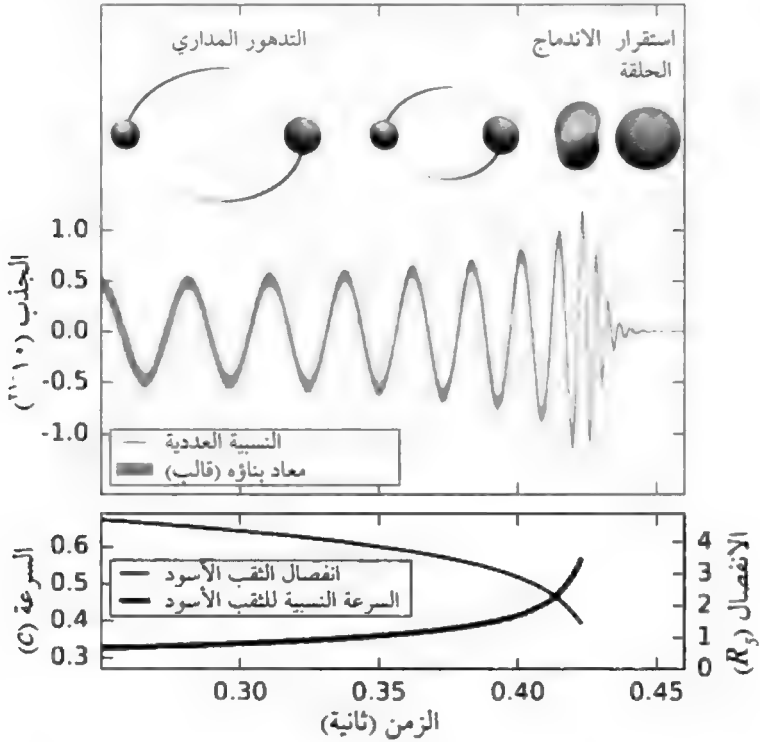 التدهور المداري
استقرار الاندماج
الحلقة
1.0
0.5
0.0
-0.5
-1.0
الجذب (١٠-٢١)
النسبية العددية
معاد بناؤه (قالب)
0.6
0.5
0.4
0.3
السرعة (C)
انفصال الثقب الأسود
السرعة النسبية للثقب الأسود
4
3
2
1
0
الانفصال (R5)
0.30
0.35
0.40
0.45
الزمن (ثانية)